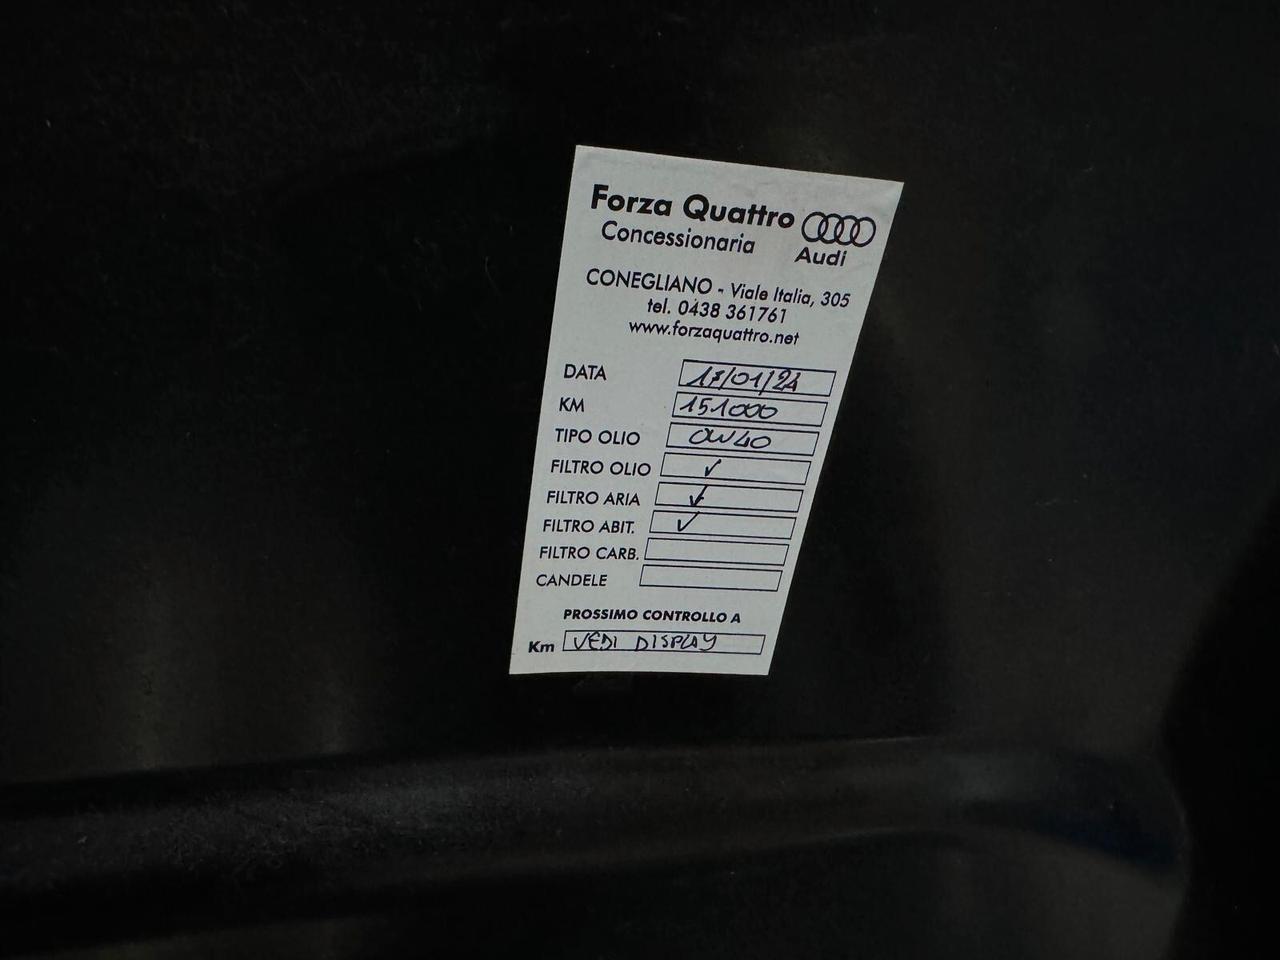 Forza Quattro
Concessionaria Audi
CONEGLIANO - Viale Italia, 305
tel. 0438 361761
www.forzaquattro.net
DATA 17/01/24
KM 151000
TIPO OLIO 0W40
FILTRO OLIO ✓
FILTRO ARIA ✓
FILTRO ABIT. ✓
FILTRO CARB.
CANDELE
PROSSIMO CONTROLLO A
Km VEDI DISPLAY